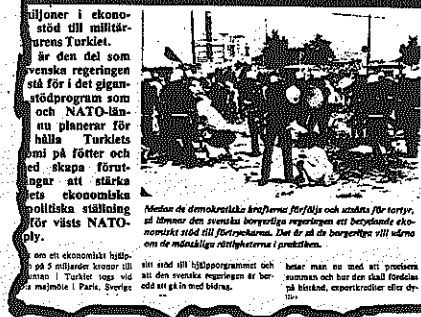 miljoner i ekono-
stöd till militär-
urens Turkiet.
är den del som
svenska regeringen
stå för i det gigan-
stödprogram som
och NATO-län-
nu planerar för
hålla Turkiets
omi på fötter och
ed skapa förut-
ngar att stärka
ets ekonomiska
politiska ställning
för västs NATO-
ply.
om ett ekonomiskt hjälp-
på 5 miljarder kronor till
togs vid
majmöte i Paris. Sverige
Medan de demokratiska krafterna förföljs och utsätts för tortyr,
så lämnar den svenska borgerliga regeringen ett betydande eko-
nomiskt stöd till förtryckarna. Det är så de borgerliga vill värna
om de mänskliga rättigheterna i praktiken.
sitt stöd till hjälpprogrammet och
att den svenska regeringen är ber-
edd att gå in med bidrag.
hetar man nu med att precisera
summan och hur den skall fördelas
på bistånd, exportkrediter eller dy-
likt.